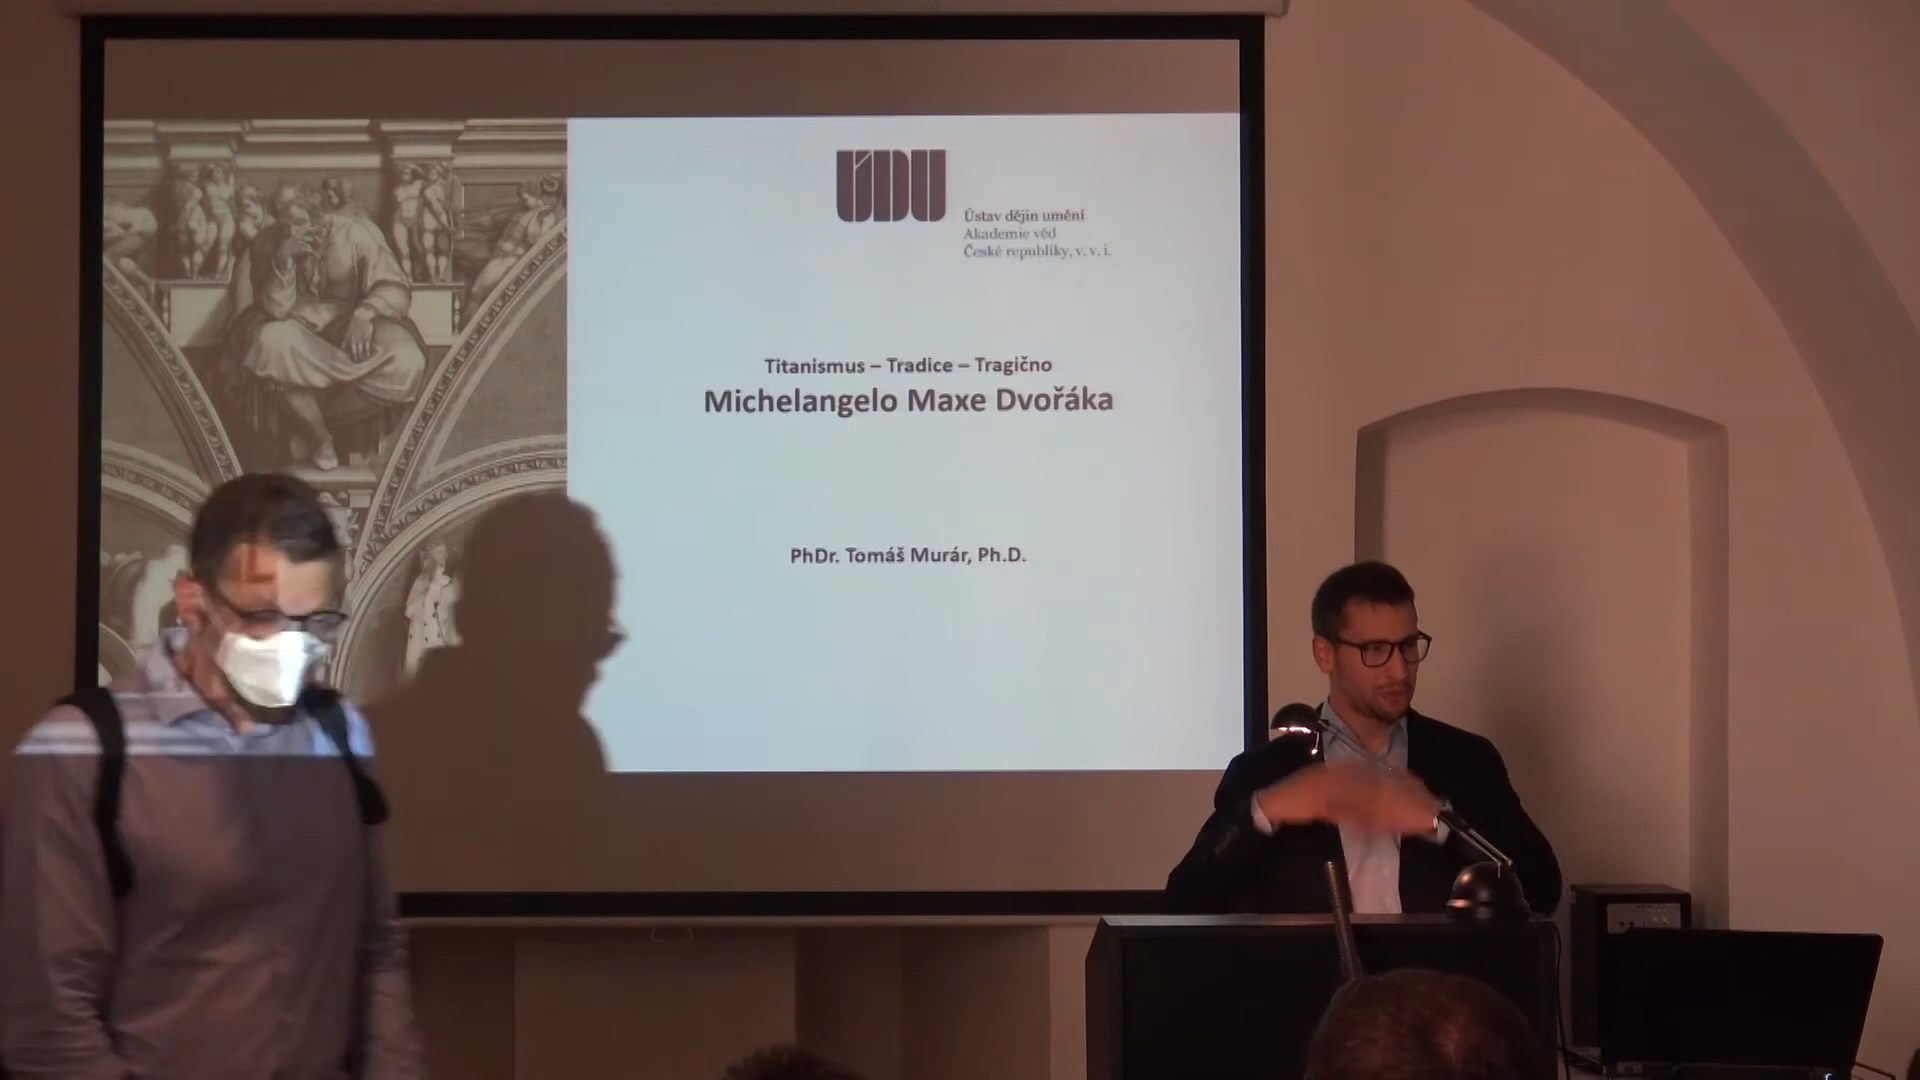 ÚDU
Ústav dějin umění
Akademie věd
České republiky, v. v. i.
Titanismus – Tradice – Tragično
Michelangelo Maxe Dvořáka
PhDr. Tomáš Murár, Ph.D.